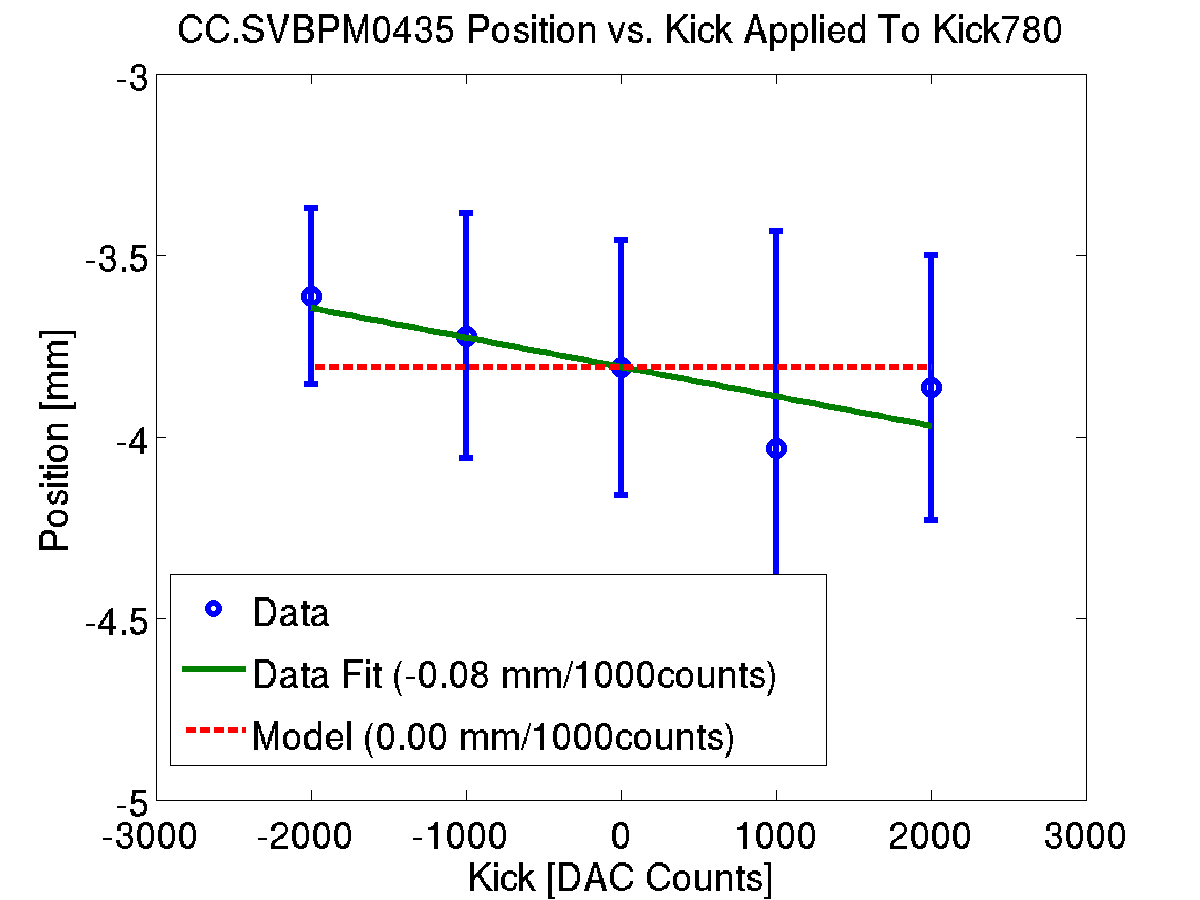 CC.SVBPM0435 Position vs. Kick Applied To Kick780
-3
-3.5
-4
-4.5
-5
Position [mm]
Data
Data Fit (-0.08 mm/1000counts)
Model (0.00 mm/1000counts)
-3000 -2000 -1000 0 1000 2000 3000
Kick [DAC Counts]